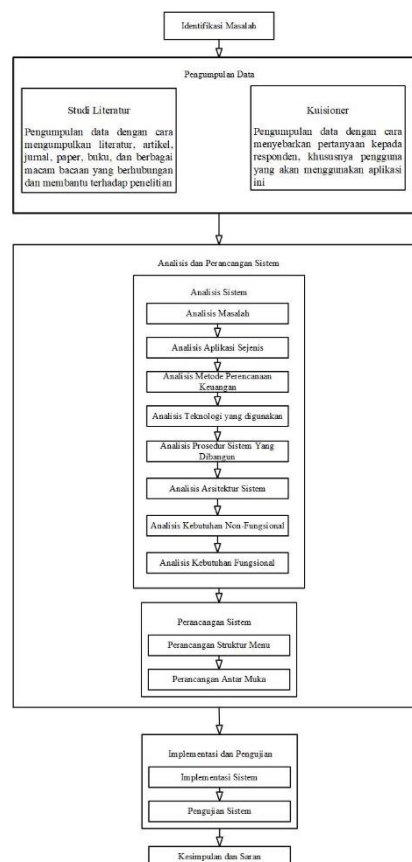 Identifikasi Masalah
Pengumpulan Data
Studi Literatur
Pengumpulan data dengan cara
mengumpulkan literatur, artikel,
jurnal, paper, buku, dan berbagai
macam bacaan yang berhubungan
dan membantu terhadap penelitian
Kuisioner
Pengumpulan data dengan cara
menyebarkan pertanyaan kepada
responden, khususnya pengguna
yang akan menggunakan aplikasi
ini
Analisis dan Perancangan Sistem
Analisis Sistem
Analisis Masalah
Analisis Aplikasi Sejenis
Analisis Metode Perencanaan
Keuangan
Analisis Teknologi yang digunakan
Analisis Prosedur Sistem Yang
Dibangun
Analisis Arsitektur Sistem
Analisis Kebutuhan Non-Fungsional
Analisis Kebutuhan Fungsional
Perancangan Sistem
Perancangan Struktur Menu
Perancangan Antar Muka
Implementasi dan Pengujian
Implementasi Sistem
Pengujian Sistem
Kesimpulan dan Saran